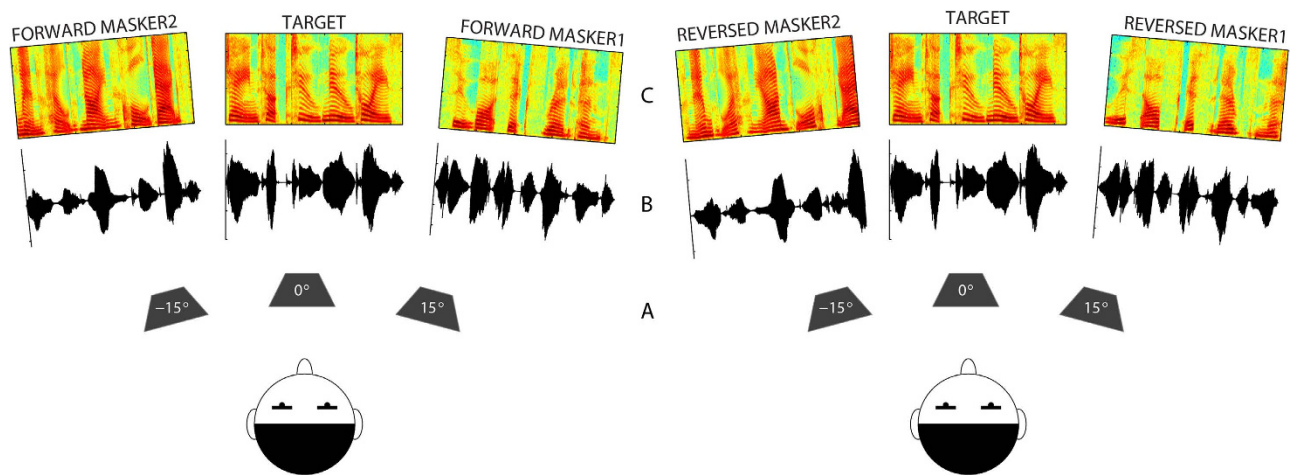 FORWARD MASKER2
TARGET
FORWARD MASKER1
REVERSED MASKER2
TARGET
REVERSED MASKER1
C
B
−15°
0°
15°
A
−15°
0°
15°